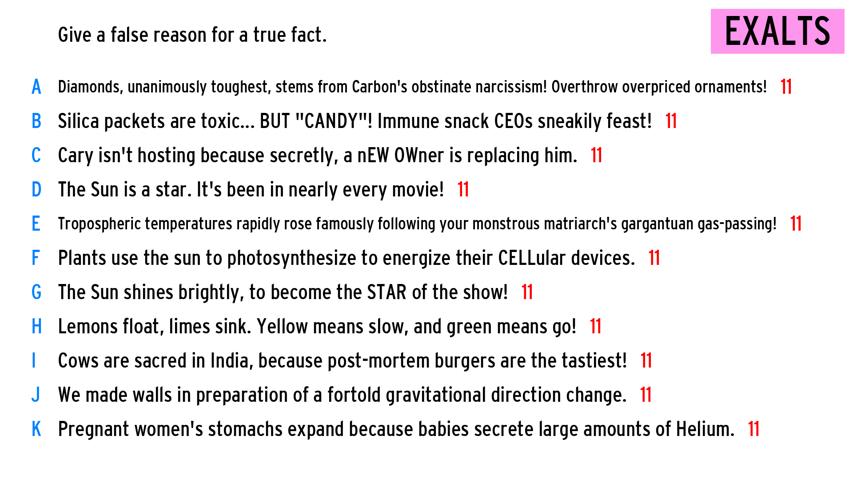 Give a false reason for a true fact.
EXALTS
A Diamonds, unanimously toughest, stems from Carbon's obstinate narcissism! Overthrow overpriced ornaments! 11
B Silica packets are toxic... BUT "CANDY"! Immune snack CEOs sneakily feast! 11
C Cary isn't hosting because secretly, a nEW OWner is replacing him. 11
D The Sun is a star. It's been in nearly every movie! 11
E Tropospheric temperatures rapidly rose famously following your monstrous matriarch's gargantuan gas-passing! 11
F Plants use the sun to photosynthesize to energize their CELLular devices. 11
G The Sun shines brightly, to become the STAR of the show! 11
H Lemons float, limes sink. Yellow means slow, and green means go! 11
I Cows are sacred in India, because post-mortem burgers are the tastiest! 11
J We made walls in preparation of a fortold gravitational direction change. 11
K Pregnant women's stomachs expand because babies secrete large amounts of Helium. 11